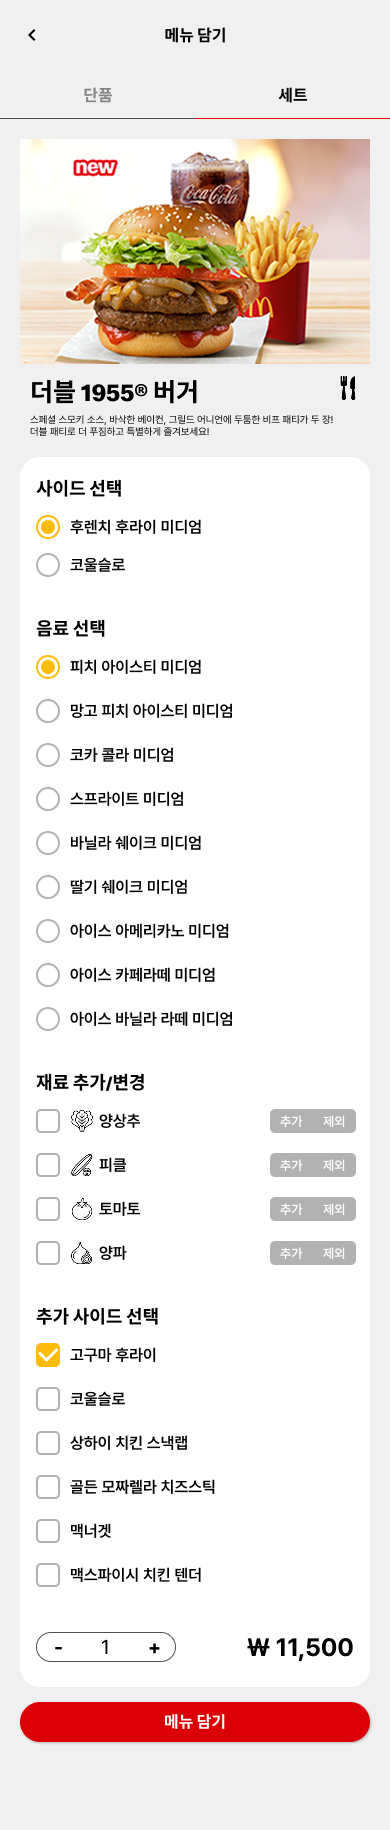 메뉴 담기
단품
세트
new
Coca-Cola
더블 1955® 버거
스페셜 스모키 소스, 바삭한 베이컨, 그릴드 어니언에 두툼한 비프 패티가 두 장!
더블 패티로 더 푸짐하고 특별하게 즐겨보세요!
사이드 선택
후렌치 후라이 미디엄
코울슬로
음료 선택
피치 아이스티 미디엄
망고 피치 아이스티 미디엄
코카 콜라 미디엄
스프라이트 미디엄
바닐라 쉐이크 미디엄
딸기 쉐이크 미디엄
아이스 아메리카노 미디엄
아이스 카페라떼 미디엄
아이스 바닐라 라떼 미디엄
재료 추가/변경
양상추 추가 제외
피클 추가 제외
토마토 추가 제외
양파 추가 제외
추가 사이드 선택
고구마 후라이
코울슬로
상하이 치킨 스낵랩
골든 모짜렐라 치즈스틱
맥너겟
맥스파이시 치킨 텐더
- 1 + ₩ 11,500
메뉴 담기